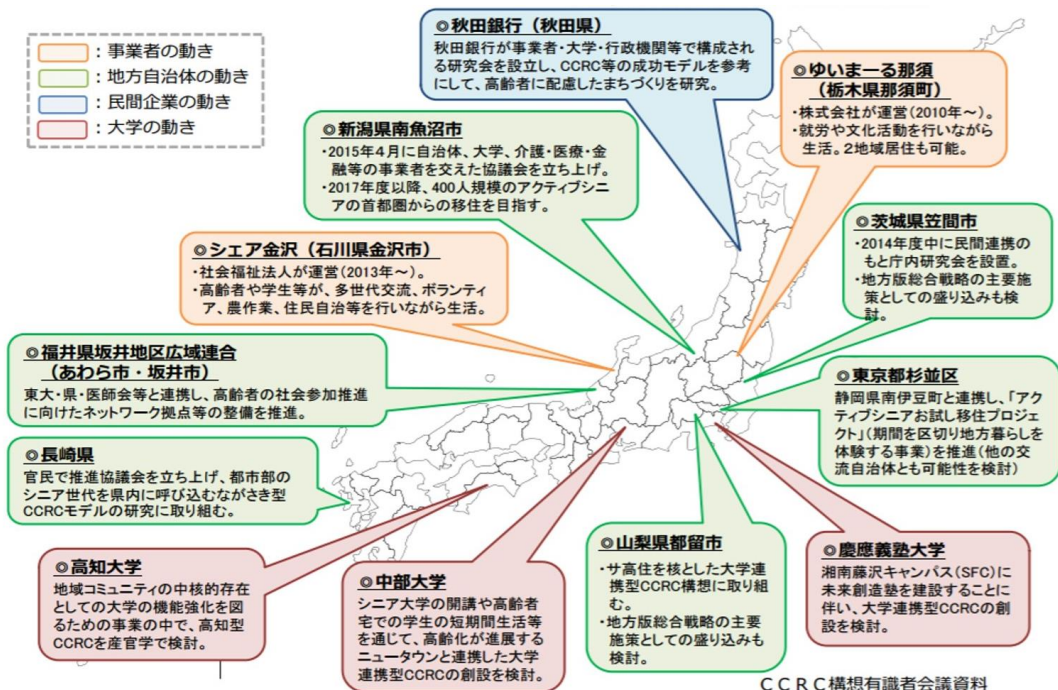 ：事業者の動き
：地方自治体の動き
：民間企業の動き
：大学の動き
◎秋田銀行（秋田県）
秋田銀行が事業者・大学・行政機関等で構成され
る研究会を設立し、CCRC等の成功モデルを参考
にして、高齢者に配慮したまちづくりを研究。
◎ゆいまーる那須
（栃木県那須町）
・株式会社が運営（2010年～）。
・就労や文化活動を行いながら
生活。２地域居住も可能。
◎新潟県南魚沼市
・2015年４月に自治体、大学、介護・医療・金
融等の事業者を交えた協議会を立ち上げ。
・2017年度以降、400人規模のアクティブシニ
アの首都圏からの移住を目指す。
◎茨城県笠間市
・2014年度中に民間連携の
もと庁内研究会を設置。
・地方版総合戦略の主要施
策としての盛り込みも検
討。
◎シェア金沢（石川県金沢市）
・社会福祉法人が運営（2013年～）。
・高齢者や学生等が、多世代交流、ボランティ
ア、農作業、住民自治等を行いながら生活。
◎福井県坂井地区広域連合
（あわら市・坂井市）
東大・県・医師会等と連携し、高齢者の社会参加推進
に向けたネットワーク拠点等の整備を推進。
◎東京都杉並区
静岡県南伊豆町と連携し、「アク
ティブシニアお試し移住プロジェ
クト」（期間を区切り地方暮らしを
体験する事業）を推進（他の交
流自治体とも可能性を検討）
◎長崎県
官民で推進協議会を立ち上げ、都市部の
シニア世代を県内に呼び込むながさき型
CCRCモデルの研究に取り組む。
◎高知大学
地域コミュニティの中核的存在
としての大学の機能強化を図
るための事業の中で、高知型
CCRCを産官学で検討。
◎中部大学
シニア大学の開講や高齢者
宅での学生の短期間生活等
を通じて、高齢化が進展する
ニュータウンと連携した大学
連携型CCRCの創設を検討。
◎山梨県都留市
・サ高住を核とした大学連
携型CCRC構想に取り組
む。
・地方版総合戦略の主要
施策としての盛り込みも
検討。
◎慶應義塾大学
湘南藤沢キャンパス（SFC）に
未来創造塾を建設することに
伴い、大学連携型CCRCの創
設を検討。
ＣＣＲＣ構想有識者会議資料